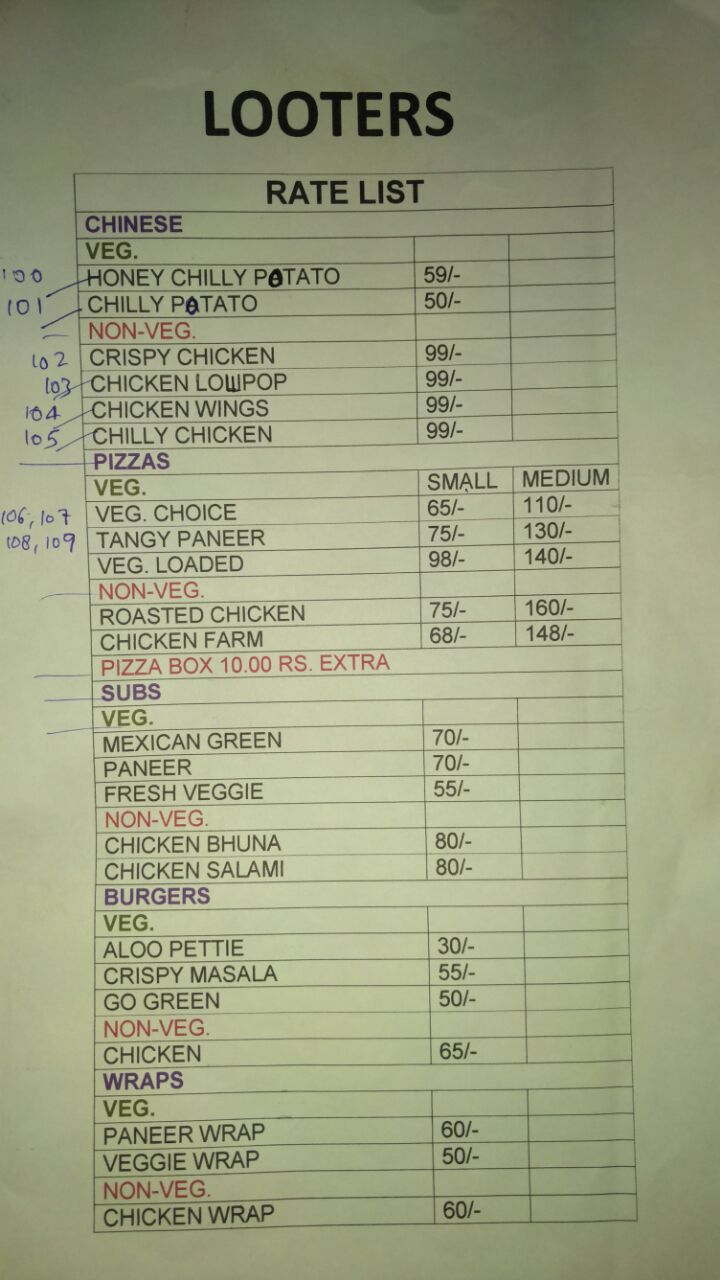 LOOTERS
RATE LIST
CHINESE
VEG.
100 HONEY CHILLY POTATO 59/-
101 CHILLY POTATO 50/-
NON-VEG.
102 CRISPY CHICKEN 99/-
103 CHICKEN LOLLIPOP 99/-
104 CHICKEN WINGS 99/-
105 CHILLY CHICKEN 99/-
PIZZAS
VEG. SMALL MEDIUM
106, 107 VEG. CHOICE 65/- 110/-
108, 109 TANGY PANEER 75/- 130/-
VEG. LOADED 98/- 140/-
NON-VEG.
ROASTED CHICKEN 75/- 160/-
CHICKEN FARM 68/- 148/-
PIZZA BOX 10.00 RS. EXTRA
SUBS
VEG.
MEXICAN GREEN 70/-
PANEER 70/-
FRESH VEGGIE 55/-
NON-VEG.
CHICKEN BHUNA 80/-
CHICKEN SALAMI 80/-
BURGERS
VEG.
ALOO PETTIE 30/-
CRISPY MASALA 55/-
GO GREEN 50/-
NON-VEG.
CHICKEN 65/-
WRAPS
VEG.
PANEER WRAP 60/-
VEGGIE WRAP 50/-
NON-VEG.
CHICKEN WRAP 60/-